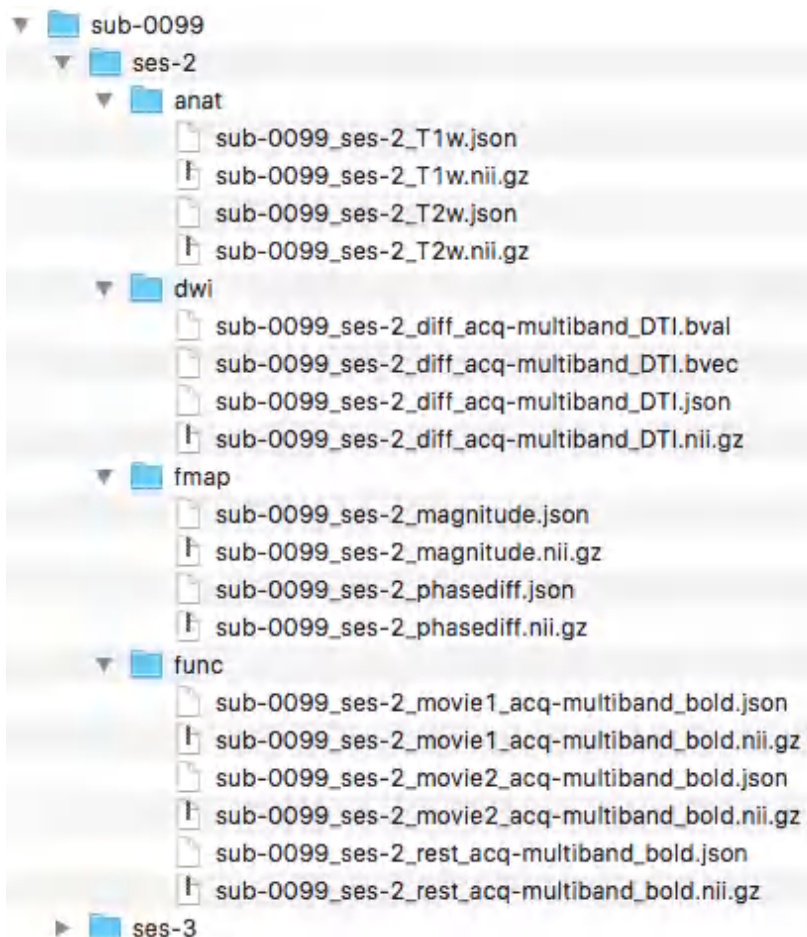 sub-0099
ses-2
anat
sub-0099_ses-2_T1w.json
sub-0099_ses-2_T1w.nii.gz
sub-0099_ses-2_T2w.json
sub-0099_ses-2_T2w.nii.gz
dwi
sub-0099_ses-2_diff_acq-multiband_DTI.bval
sub-0099_ses-2_diff_acq-multiband_DTI.bvec
sub-0099_ses-2_diff_acq-multiband_DTI.json
sub-0099_ses-2_diff_acq-multiband_DTI.nii.gz
fmap
sub-0099_ses-2_magnitude.json
sub-0099_ses-2_magnitude.nii.gz
sub-0099_ses-2_phasediff.json
sub-0099_ses-2_phasediff.nii.gz
func
sub-0099_ses-2_movie1_acq-multiband_bold.json
sub-0099_ses-2_movie1_acq-multiband_bold.nii.gz
sub-0099_ses-2_movie2_acq-multiband_bold.json
sub-0099_ses-2_movie2_acq-multiband_bold.nii.gz
sub-0099_ses-2_rest_acq-multiband_bold.json
sub-0099_ses-2_rest_acq-multiband_bold.nii.gz
ses-3